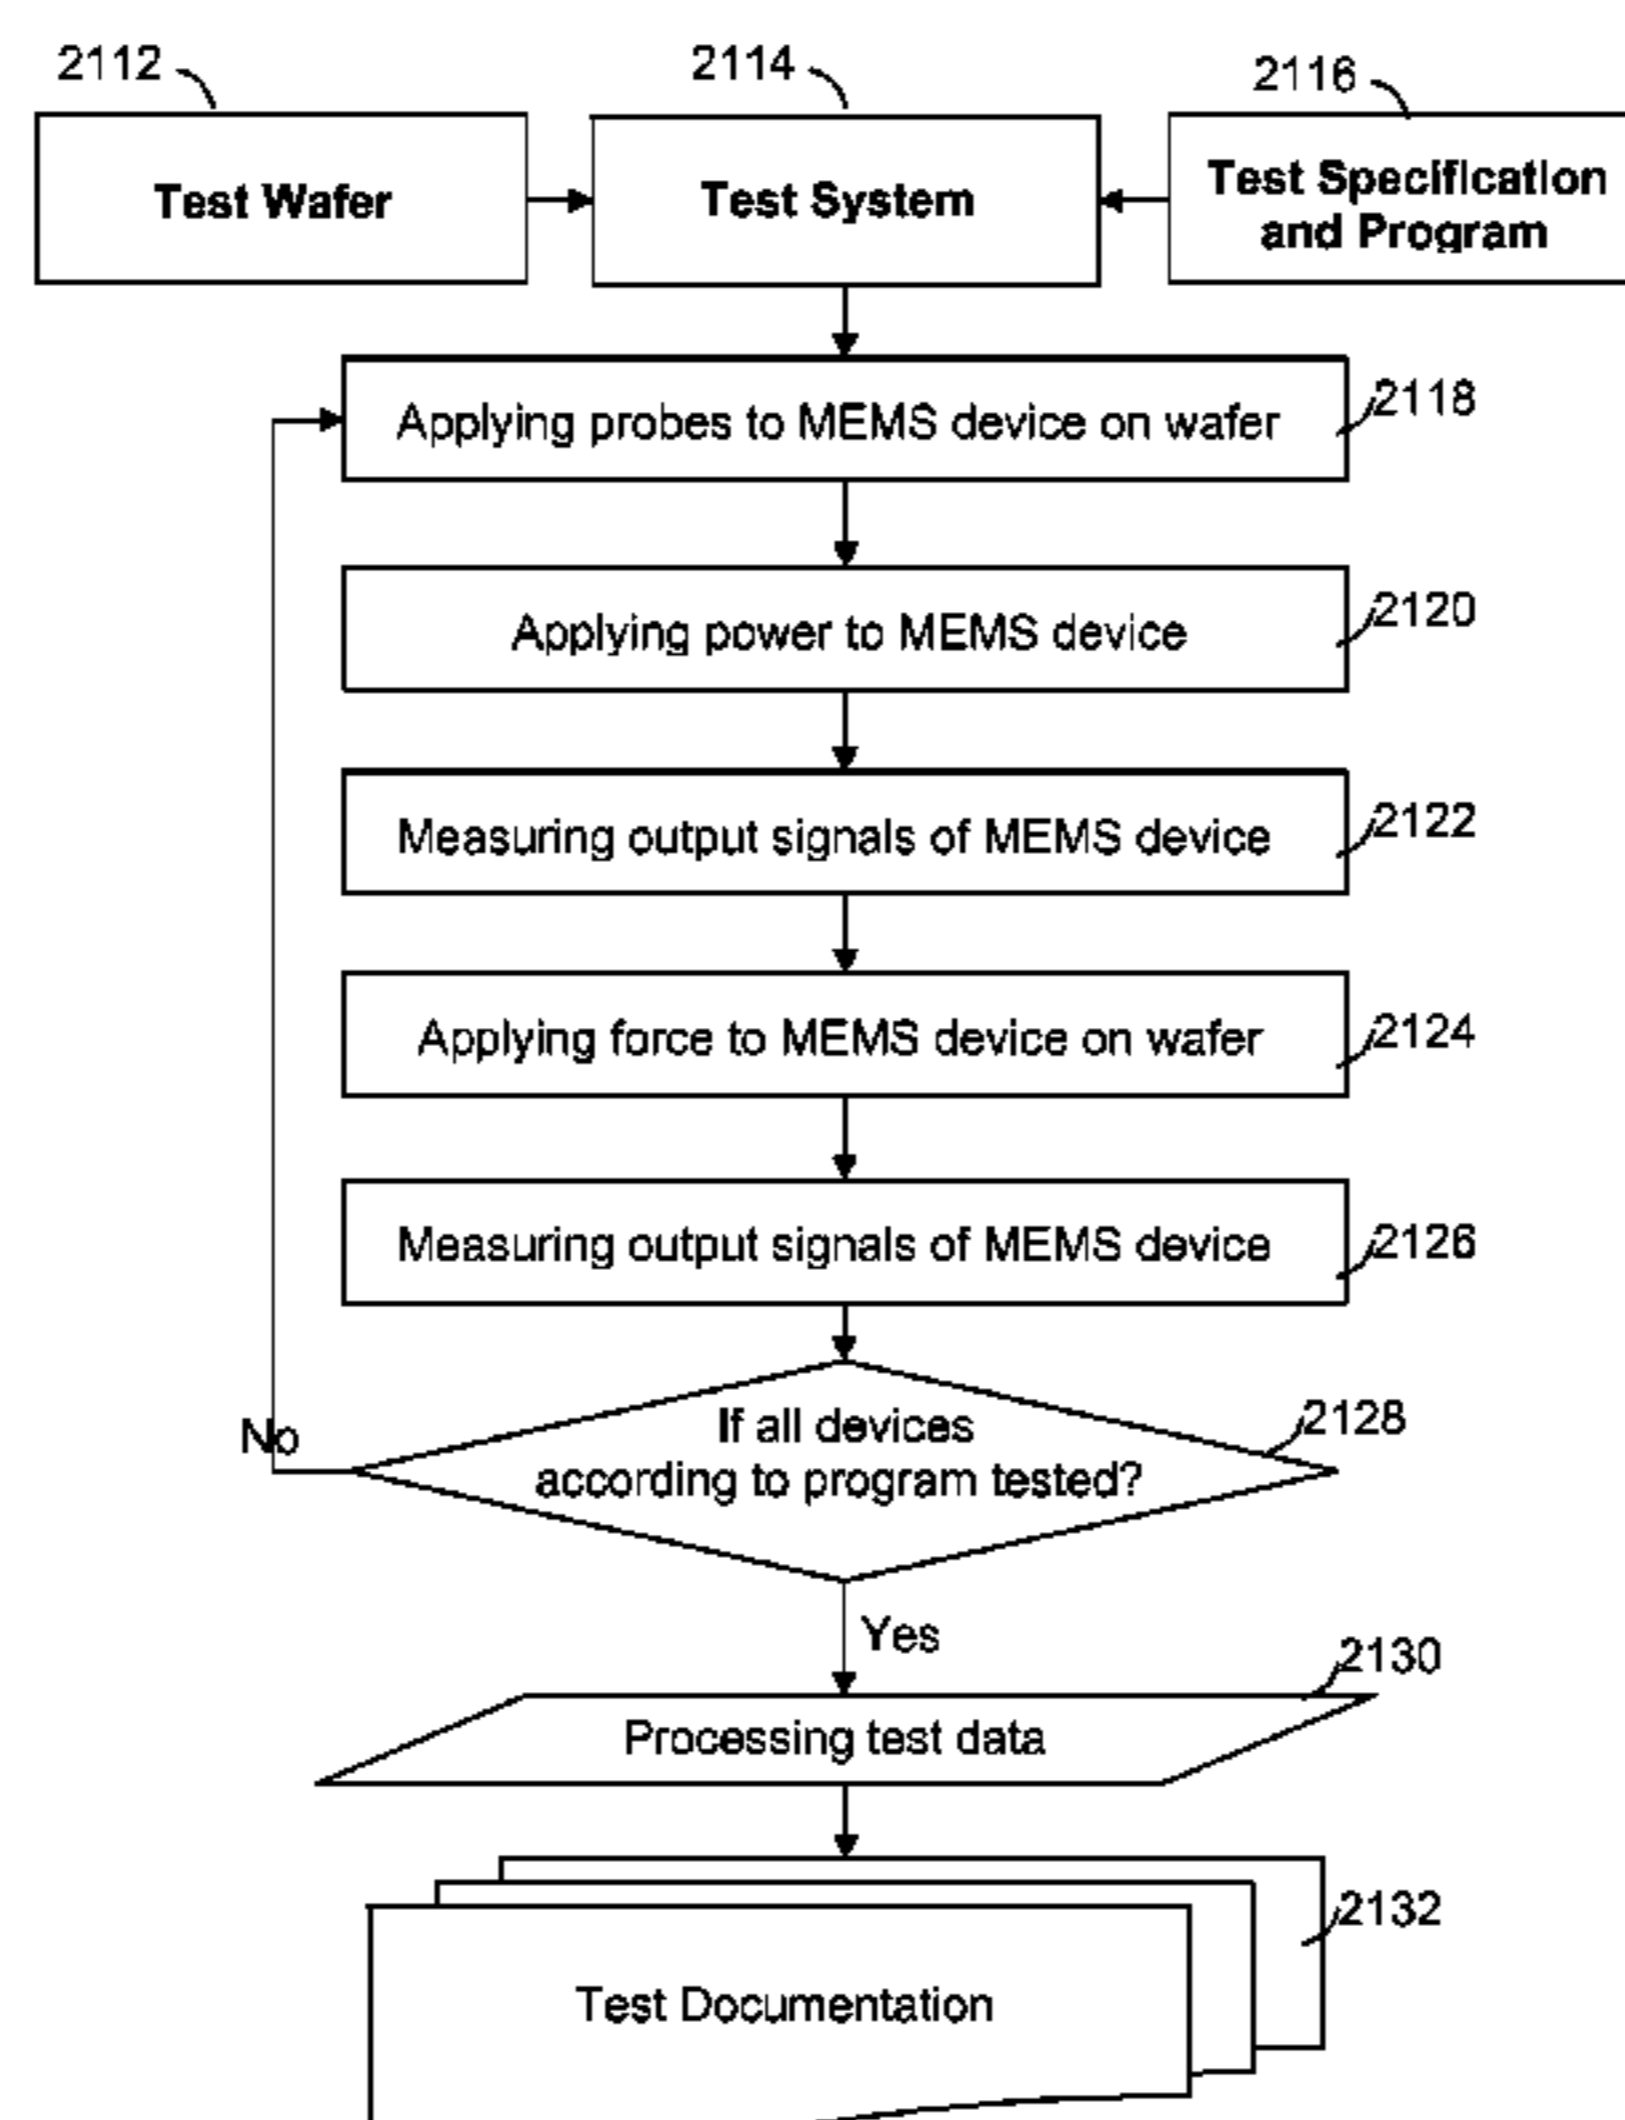 2112
2114
2116
Test Wafer
Test System
Test Specification
and Program
2118
Applying probes to MEMS device on wafer
2120
Applying power to MEMS device
2122
Measuring output signals of MEMS device
2124
Applying force to MEMS device on wafer
2126
Measuring output signals of MEMS device
2128
If all devices
according to program tested?
No
Yes
2130
Processing test data
2132
Test Documentation